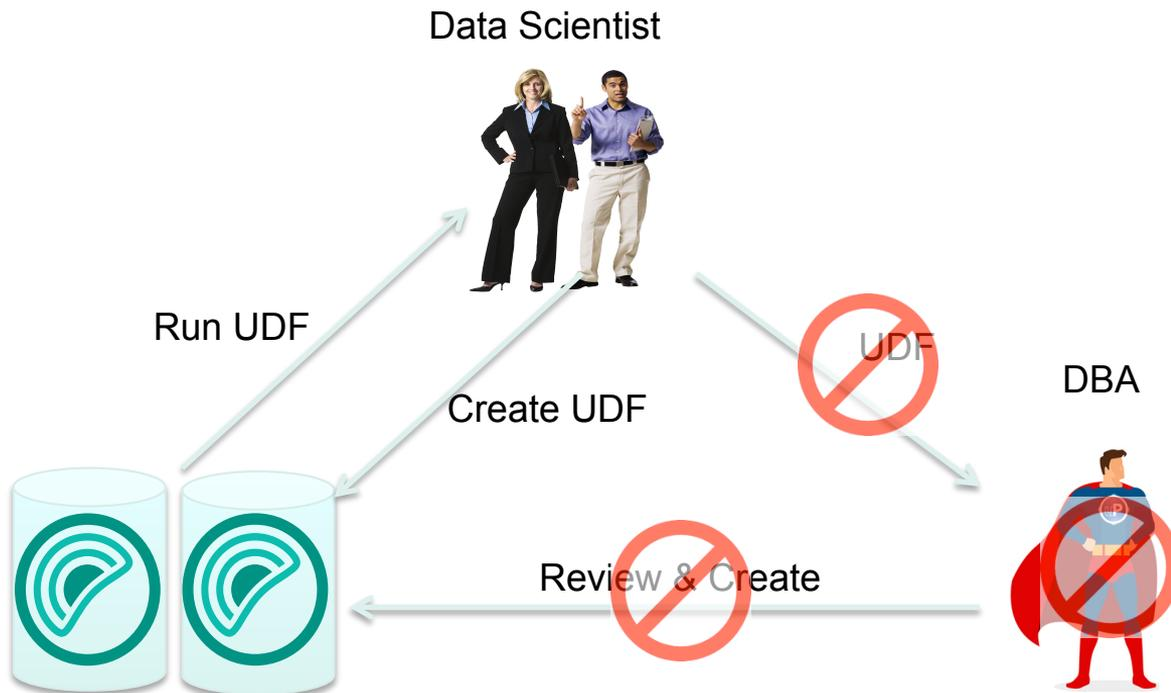 Data Scientist
Run UDF
UDF
DBA
Create UDF
Review & Create
P